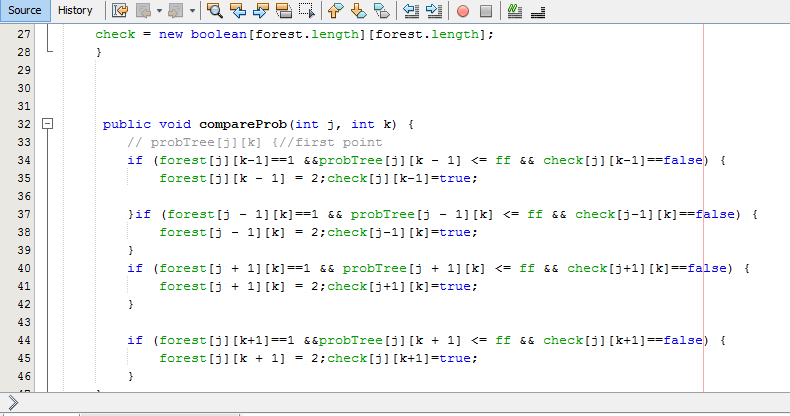 Source History
27 check = new boolean[forest.length][forest.length];
28 }
29
30
31
32 public void compareProb(int j, int k) {
33 // probTree[j][k] {//first point
34 if (forest[j][k-1]==1 &&probTree[j][k - 1] <= ff && check[j][k-1]==false) {
35 forest[j][k - 1] = 2;check[j][k-1]=true;
36
37 }if (forest[j - 1][k]==1 && probTree[j - 1][k] <= ff && check[j-1][k]==false) {
38 forest[j - 1][k] = 2;check[j-1][k]=true;
39 }
40 if (forest[j + 1][k]==1 && probTree[j + 1][k] <= ff && check[j+1][k]==false) {
41 forest[j + 1][k] = 2;check[j+1][k]=true;
42 }
43
44 if (forest[j][k+1]==1 &&probTree[j][k + 1] <= ff && check[j][k+1]==false) {
45 forest[j][k + 1] = 2;check[j][k+1]=true;
46 }